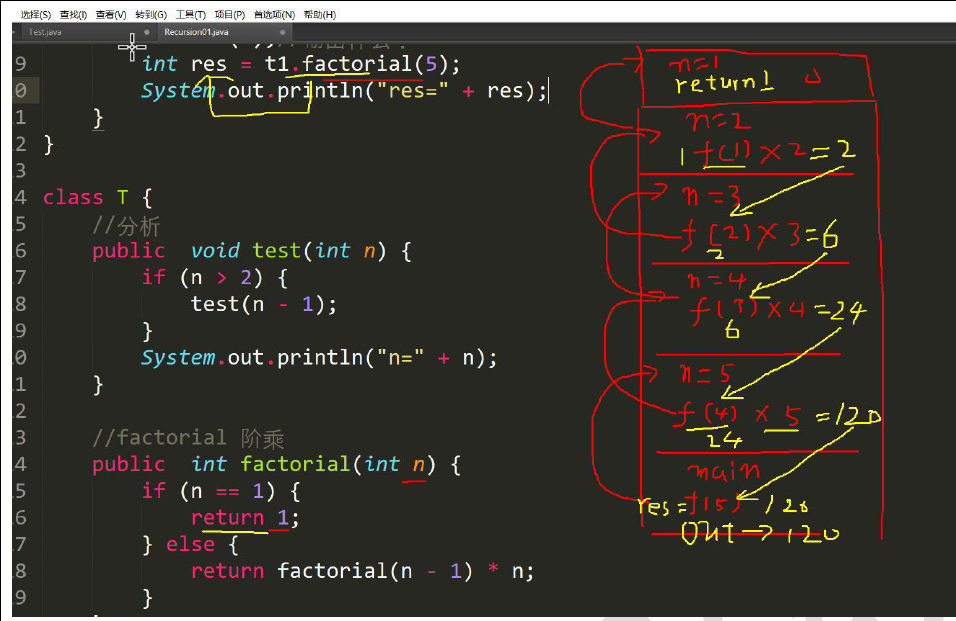 选择(S) 查找(I) 查看(V) 转到(G) 工具(T) 项目(P) 首选项(N) 帮助(H)
Test.java
Recursion01.java
9 int res = t1.factorial(5);
0 System.out.println("res=" + res);
1 }
2 }
3
4 class T {
5 //分析
6 public void test(int n) {
7 if (n > 2) {
8 test(n - 1);
9 }
0 System.out.println("n=" + n);
1 }
2
3 //factorial 阶乘
4 public int factorial(int n) {
5 if (n == 1) {
6 return 1;
7 } else {
8 return factorial(n - 1) * n;
9 }
n=1
return 1
n=2
1 f(1) × 2 = 2
n=3
f(2) × 3 = 6
2
n=4
f(3) × 4 = 24
6
n=5
f(4) × 5 = 120
24
main
res = f(5) 120
out → 120